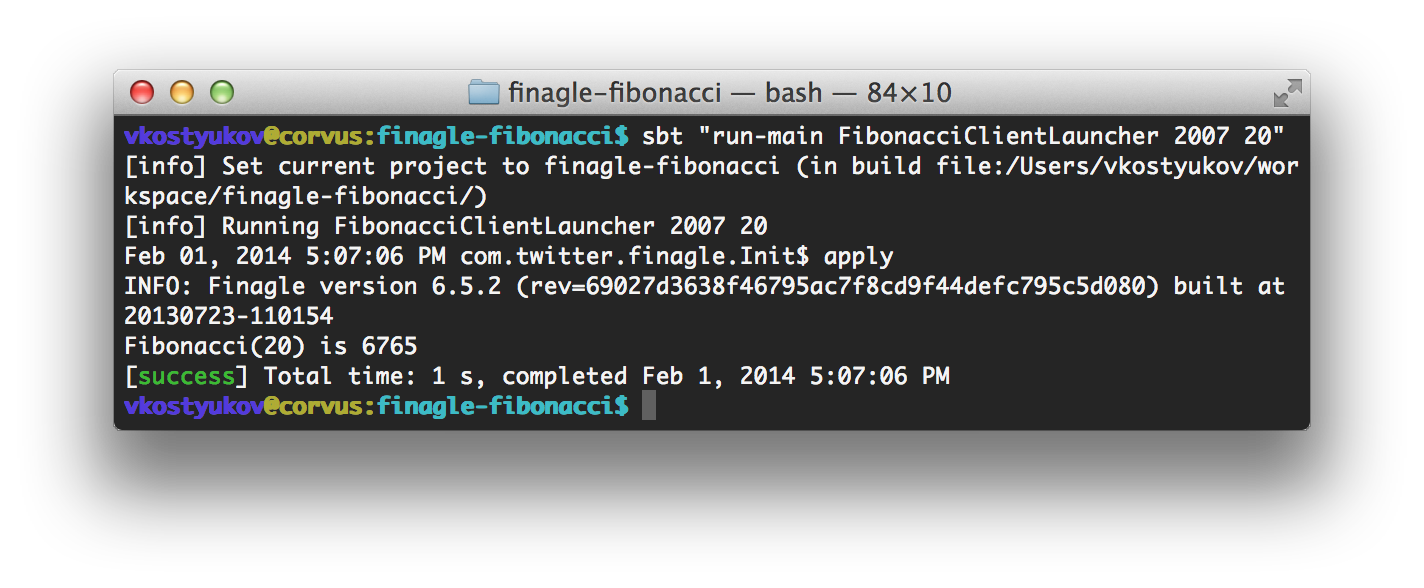 finagle-fibonacci — bash — 84×10
vkostyukov@corvus:finagle-fibonacci$ sbt "run-main FibonacciClientLauncher 2007 20"
[info] Set current project to finagle-fibonacci (in build file:/Users/vkostyukov/wor
kspace/finagle-fibonacci/)
[info] Running FibonacciClientLauncher 2007 20
Feb 01, 2014 5:07:06 PM com.twitter.finagle.Init$ apply
INFO: Finagle version 6.5.2 (rev=69027d3638f46795ac7f8cd9f44defc795c5d080) built at
20130723-110154
Fibonacci(20) is 6765
[success] Total time: 1 s, completed Feb 1, 2014 5:07:06 PM
vkostyukov@corvus:finagle-fibonacci$